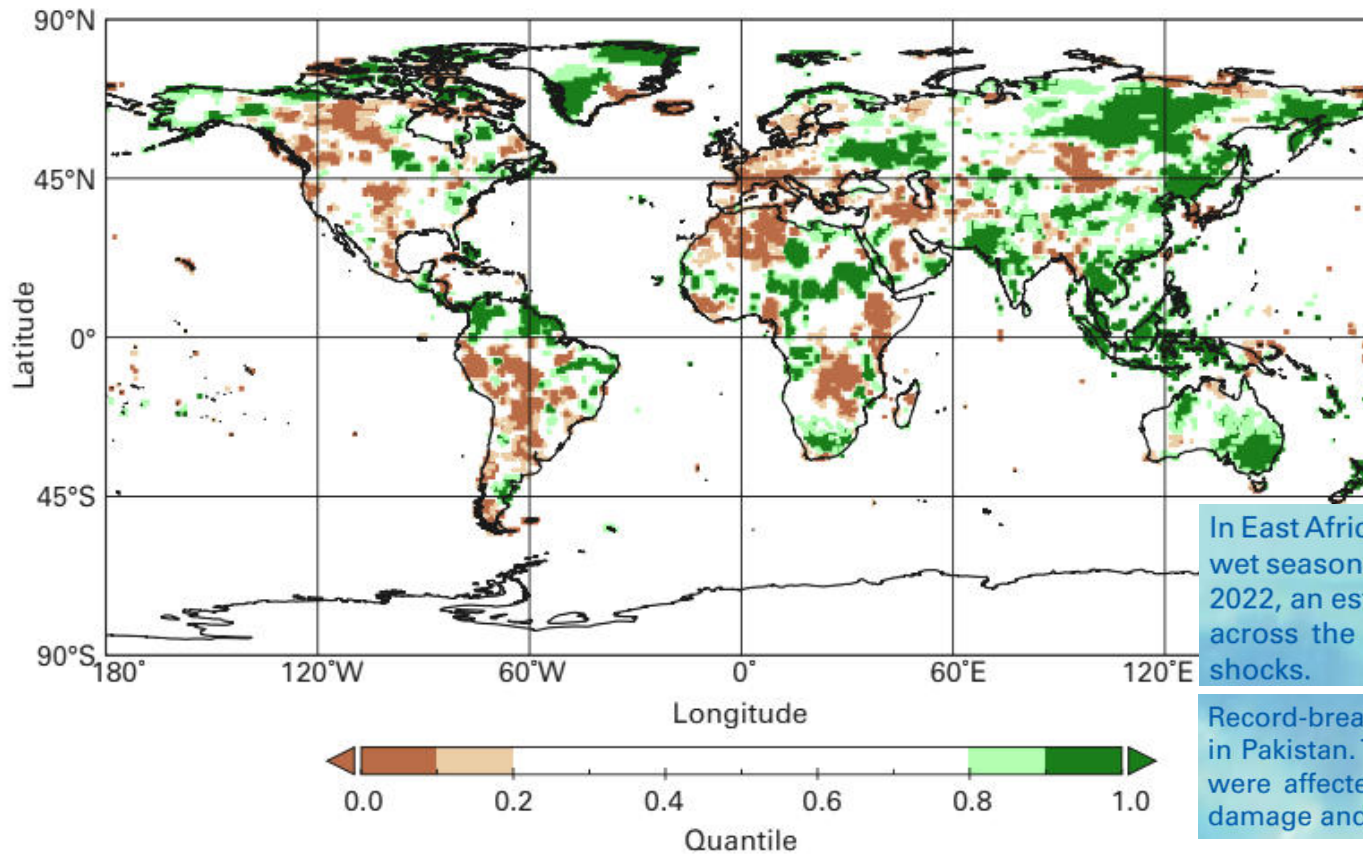 90°N
45°N
Latitude
0°
45°S
90°S
180° 120°W 60°W 0° 60°E 120°E
Longitude
0.0 0.2 0.4 0.6 0.8 1.0
Quantile
In East Afric
wet season
2022, an est
across the
shocks.
Record-brea
in Pakistan.
were affecte
damage and